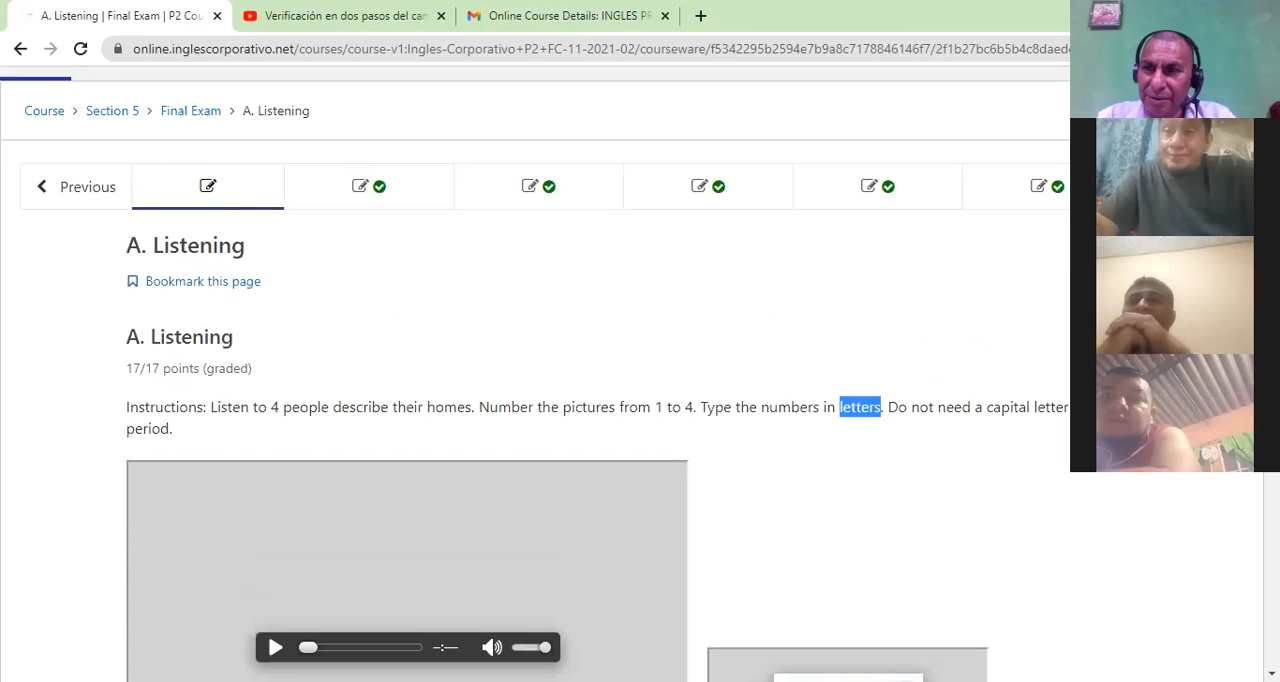 A. Listening | Final Exam | P2 Cou
Verificación en dos pasos del car
Online Course Details: INGLES PR
online.inglescorporativo.net/courses/course-v1:Ingles-Corporativo+P2+FC-11-2021-02/courseware/f5342295b2594e7b9a8c7178846146f7/2f1b27bc6b5b4c8daede
Course > Section 5 > Final Exam > A. Listening
Previous
A. Listening
Bookmark this page
A. Listening
17/17 points (graded)
Instructions: Listen to 4 people describe their homes. Number the pictures from 1 to 4. Type the numbers in letters. Do not need a capital letter
period.
-:--